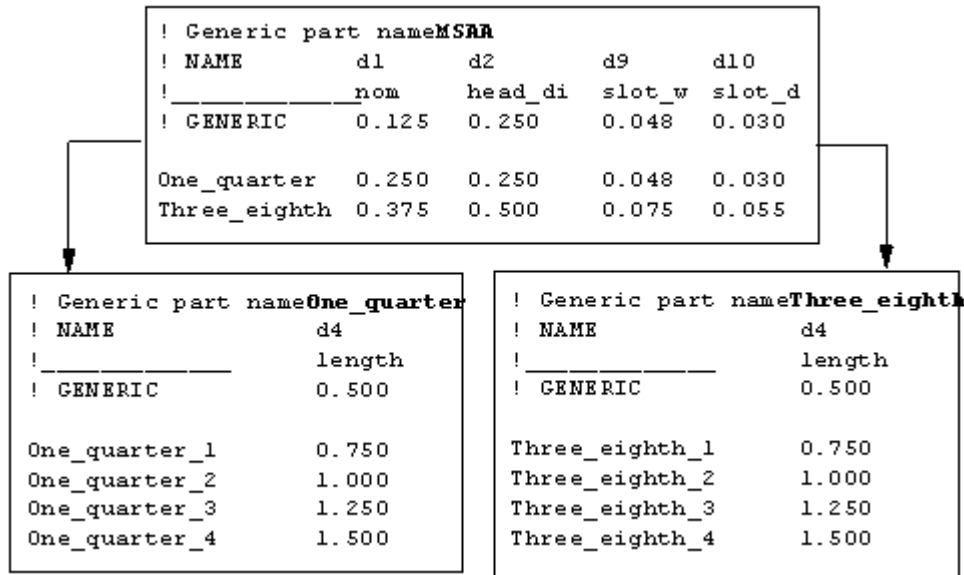 ! Generic part nameMSAA
! NAME d1 d2 d9 d10
!_____________nom head_di slot_w slot_d
! GENERIC 0.125 0.250 0.048 0.030
One_quarter 0.250 0.250 0.048 0.030
Three_eighth 0.375 0.500 0.075 0.055
! Generic part nameOne_quarter
! NAME d4
!_____________ length
! GENERIC 0.500
One_quarter_1 0.750
One_quarter_2 1.000
One_quarter_3 1.250
One_quarter_4 1.500
! Generic part nameThree_eighth
! NAME d4
!_____________ length
! GENERIC 0.500
Three_eighth_1 0.750
Three_eighth_2 1.000
Three_eighth_3 1.250
Three_eighth_4 1.500